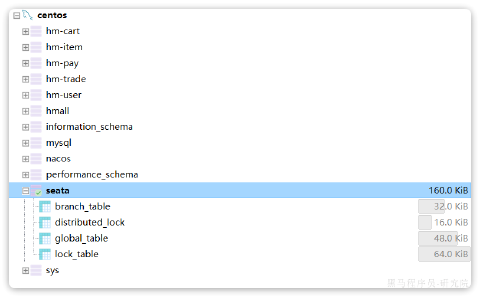 centos
hm-cart
hm-item
hm-pay
hm-trade
hm-user
hmall
information_schema
mysql
nacos
performance_schema
seata 160.0 KiB
branch_table 32.0 KiB
distributed_lock 16.0 KiB
global_table 48.0 KiB
lock_table 64.0 KiB
sys